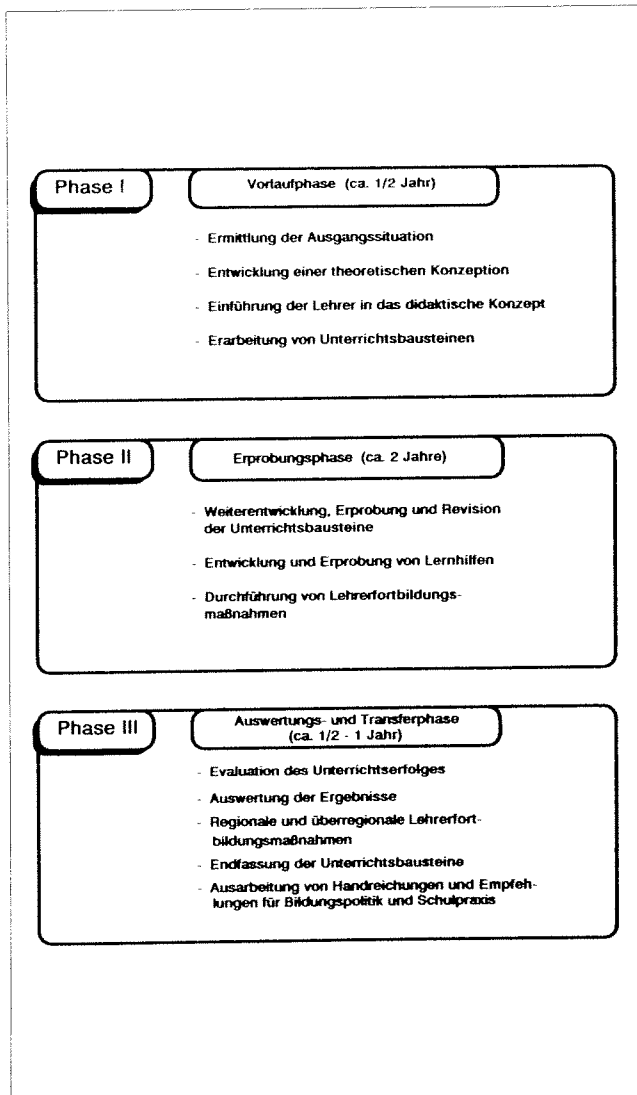 Phase I
Vorlaufphase (ca. 1/2 Jahr)
- Ermittlung der Ausgangssituation
- Entwicklung einer theoretischen Konzeption
- Einführung der Lehrer in das didaktische Konzept
- Erarbeitung von Unterrichtsbausteinen
Phase II
Erprobungsphase (ca. 2 Jahre)
- Weiterentwicklung, Erprobung und Revision
der Unterrichtsbausteine
- Entwicklung und Erprobung von Lernhilfen
- Durchführung von Lehrerfortbildungs-
maßnahmen
Phase III
Auswertungs- und Transferphase
(ca. 1/2 - 1 Jahr)
- Evaluation des Unterrichtserfolges
- Auswertung der Ergebnisse
- Regionale und überregionale Lehrerfort-
bildungsmaßnahmen
- Endfassung der Unterrichtsbausteine
- Ausarbeitung von Handreichungen und Empfeh-
lungen für Bildungspolitik und Schulpraxis